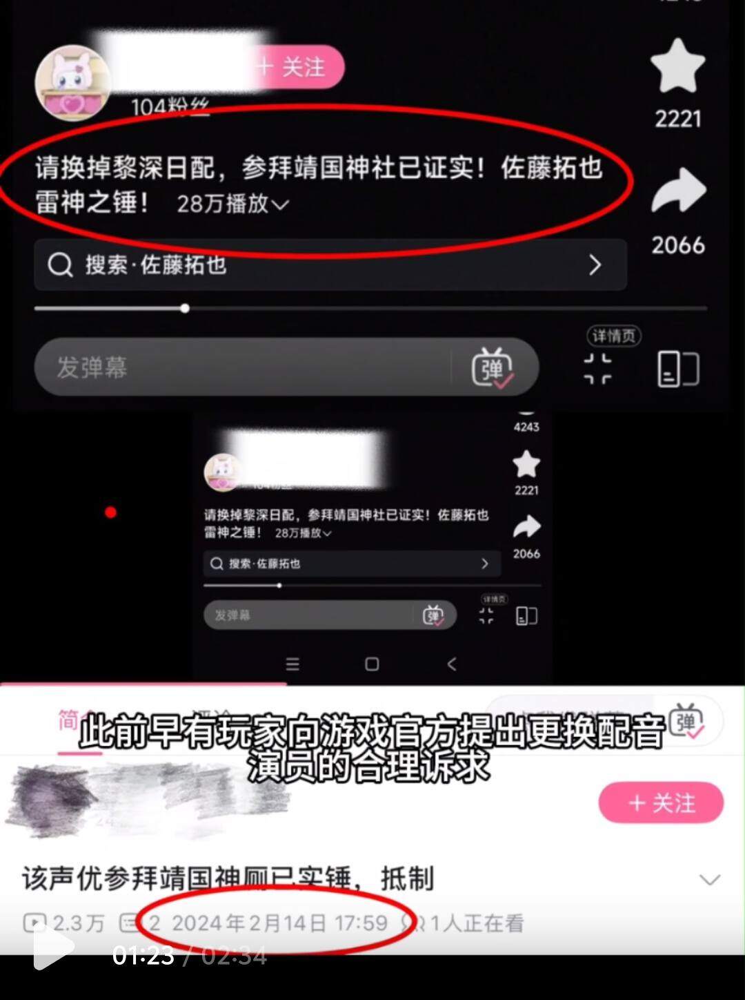 + 关注
104粉丝
2221
请换掉黎深日配，参拜靖国神社已证实！佐藤拓也
雷神之锤！ 28万播放
2066
搜索·佐藤拓也
详情页
发弹幕
弹
4243
2221
请换掉黎深日配，参拜靖国神社已证实！佐藤拓也
雷神之锤！ 28万播放
2066
搜索·佐藤拓也
详情页
发弹幕
弹
简介
弹
此前早有玩家向游戏官方提出更换配音
演员的合理诉求
+ 关注
该声优参拜靖国神厕已实锤，抵制
2.3万 2 2024年2月14日 17:59 1人正在看
01:23 / 02:34